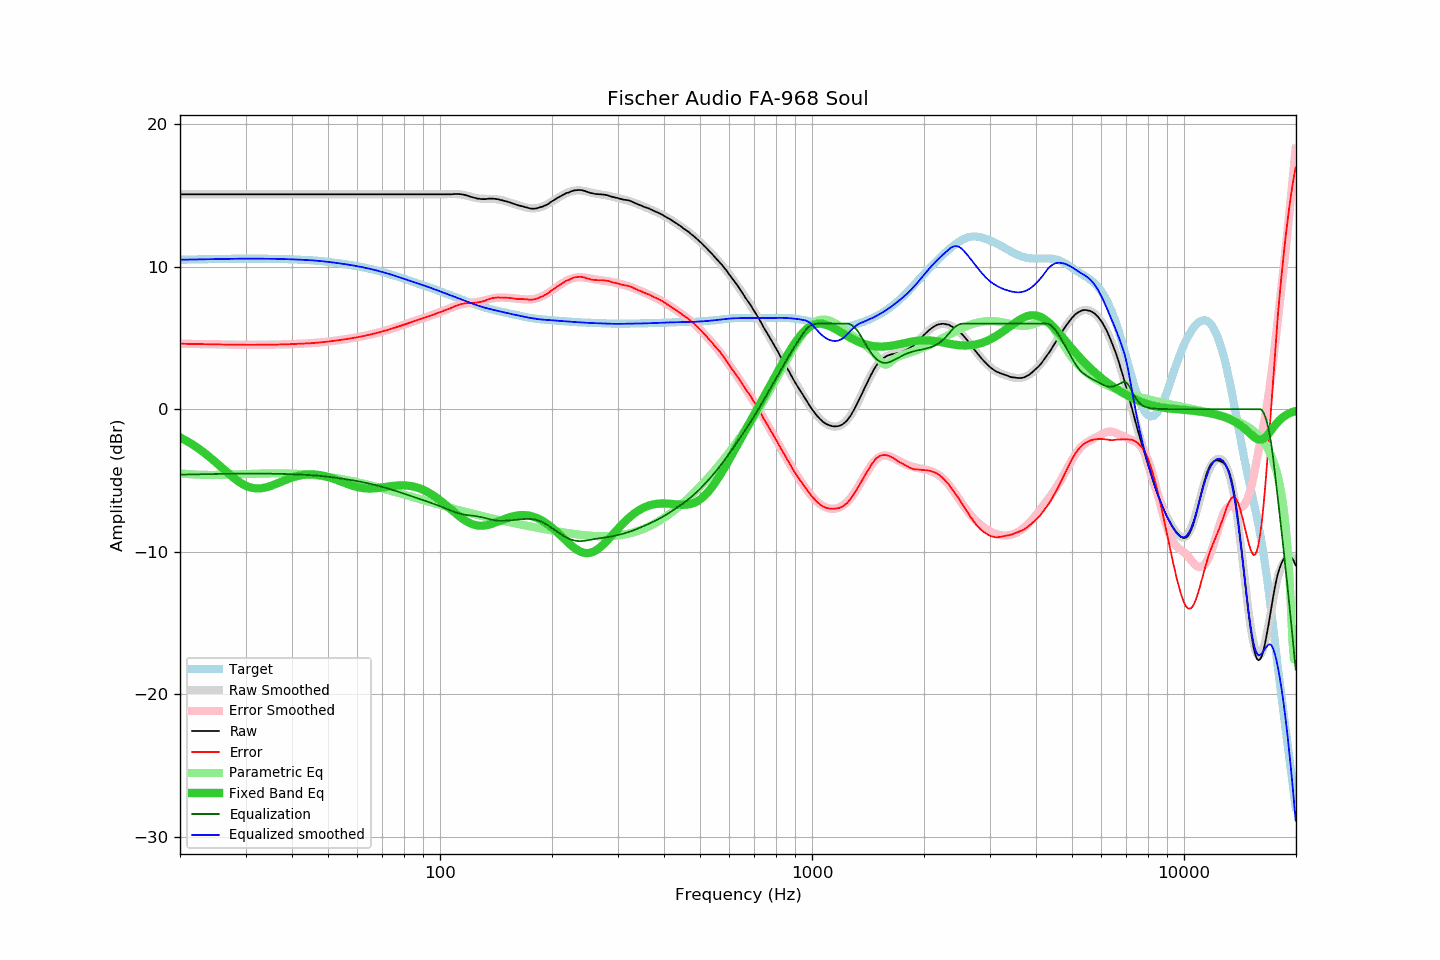 Fischer Audio FA-968 Soul
20
10
0
−10
−20
−30
Amplitude (dBr)
Target
Raw Smoothed
Error Smoothed
Raw
Error
Parametric Eq
Fixed Band Eq
Equalization
Equalized smoothed
100
1000
10000
Frequency (Hz)